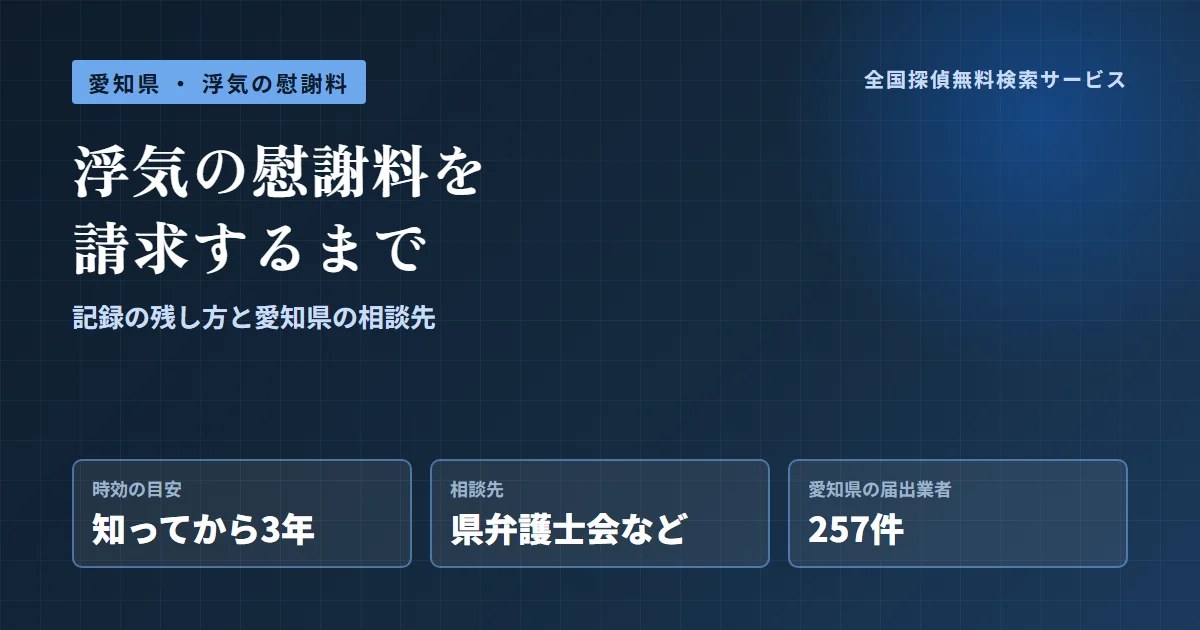 愛知県 ・ 浮気の慰謝料
全国探偵無料検索サービス
浮気の慰謝料を
請求するまで
記録の残し方と愛知県の相談先
時効の目安
知ってから3年
相談先
県弁護士会など
愛知県の届出業者
257件